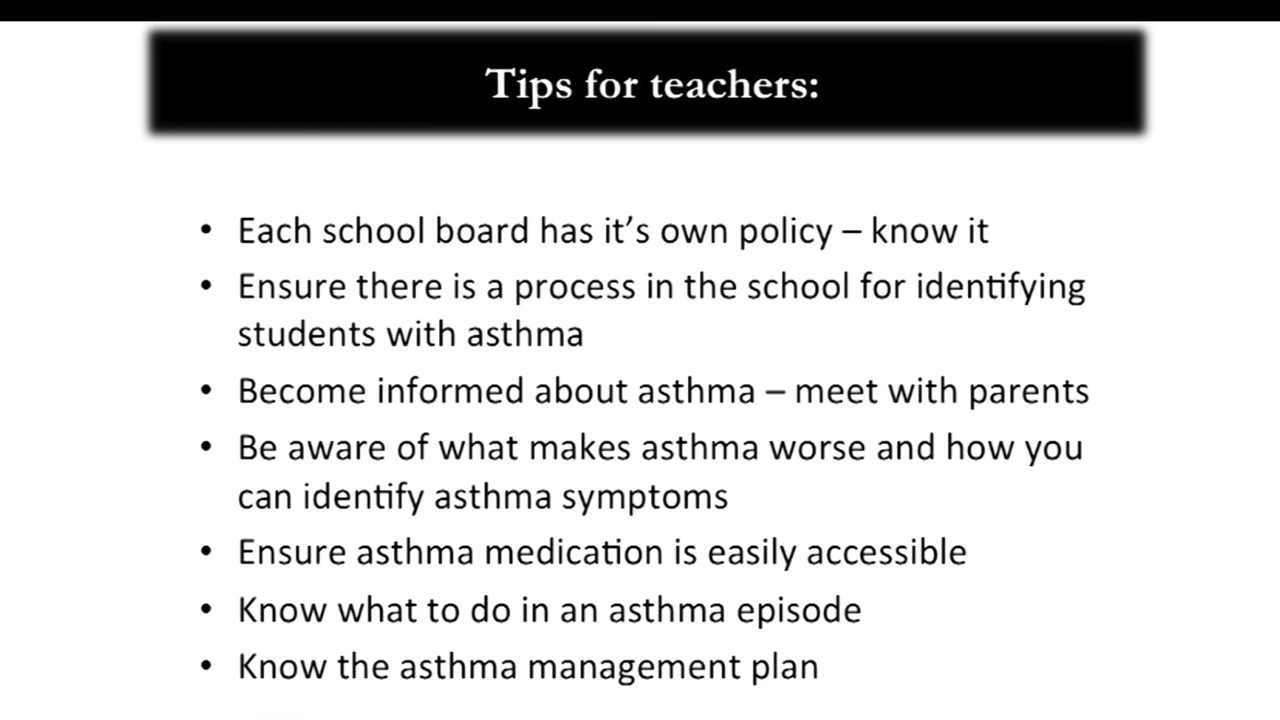 Tips for teachers:
• Each school board has it’s own policy – know it
• Ensure there is a process in the school for identifying
students with asthma
• Become informed about asthma – meet with parents
• Be aware of what makes asthma worse and how you
can identify asthma symptoms
• Ensure asthma medication is easily accessible
• Know what to do in an asthma episode
• Know the asthma management plan